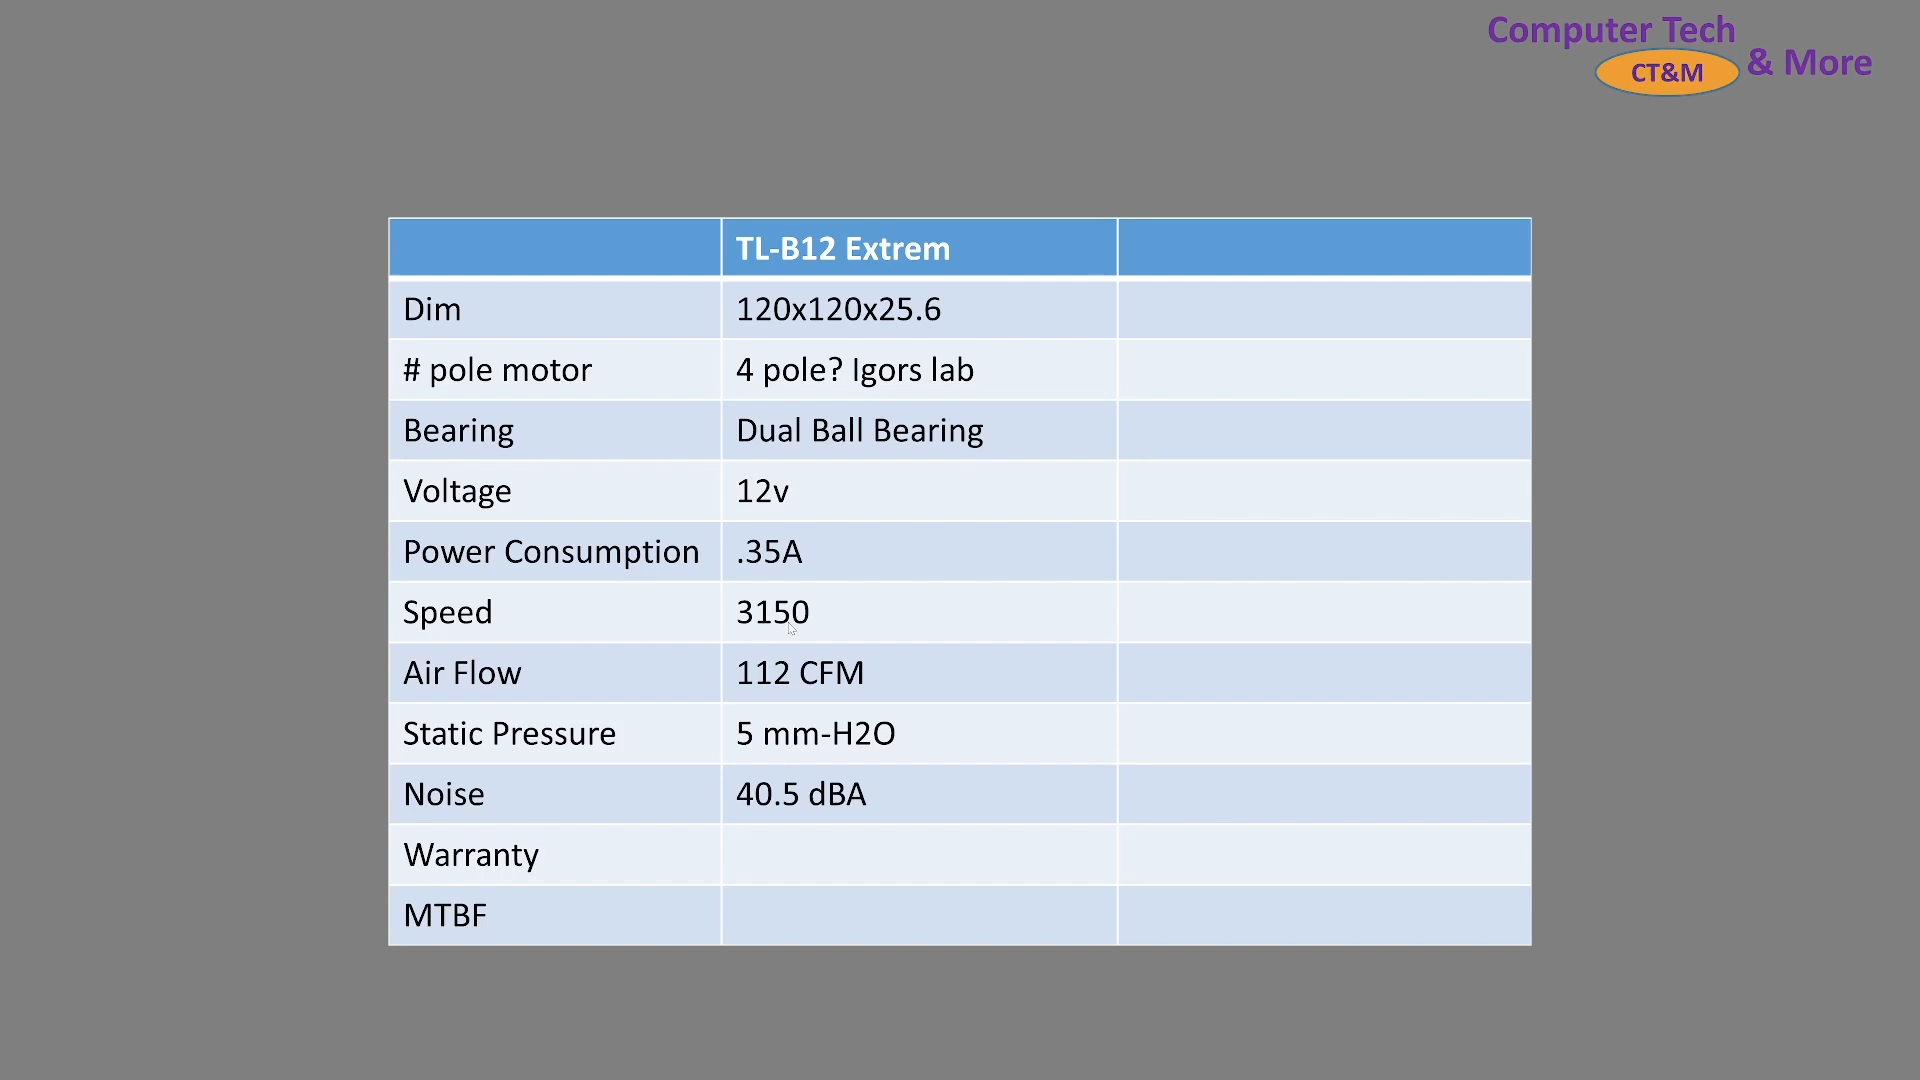 Computer Tech
& More
CT&M
TL-B12 Extrem
Dim 120x120x25.6
# pole motor 4 pole? Igors lab
Bearing Dual Ball Bearing
Voltage 12v
Power Consumption .35A
Speed 3150
Air Flow 112 CFM
Static Pressure 5 mm-H2O
Noise 40.5 dBA
Warranty
MTBF